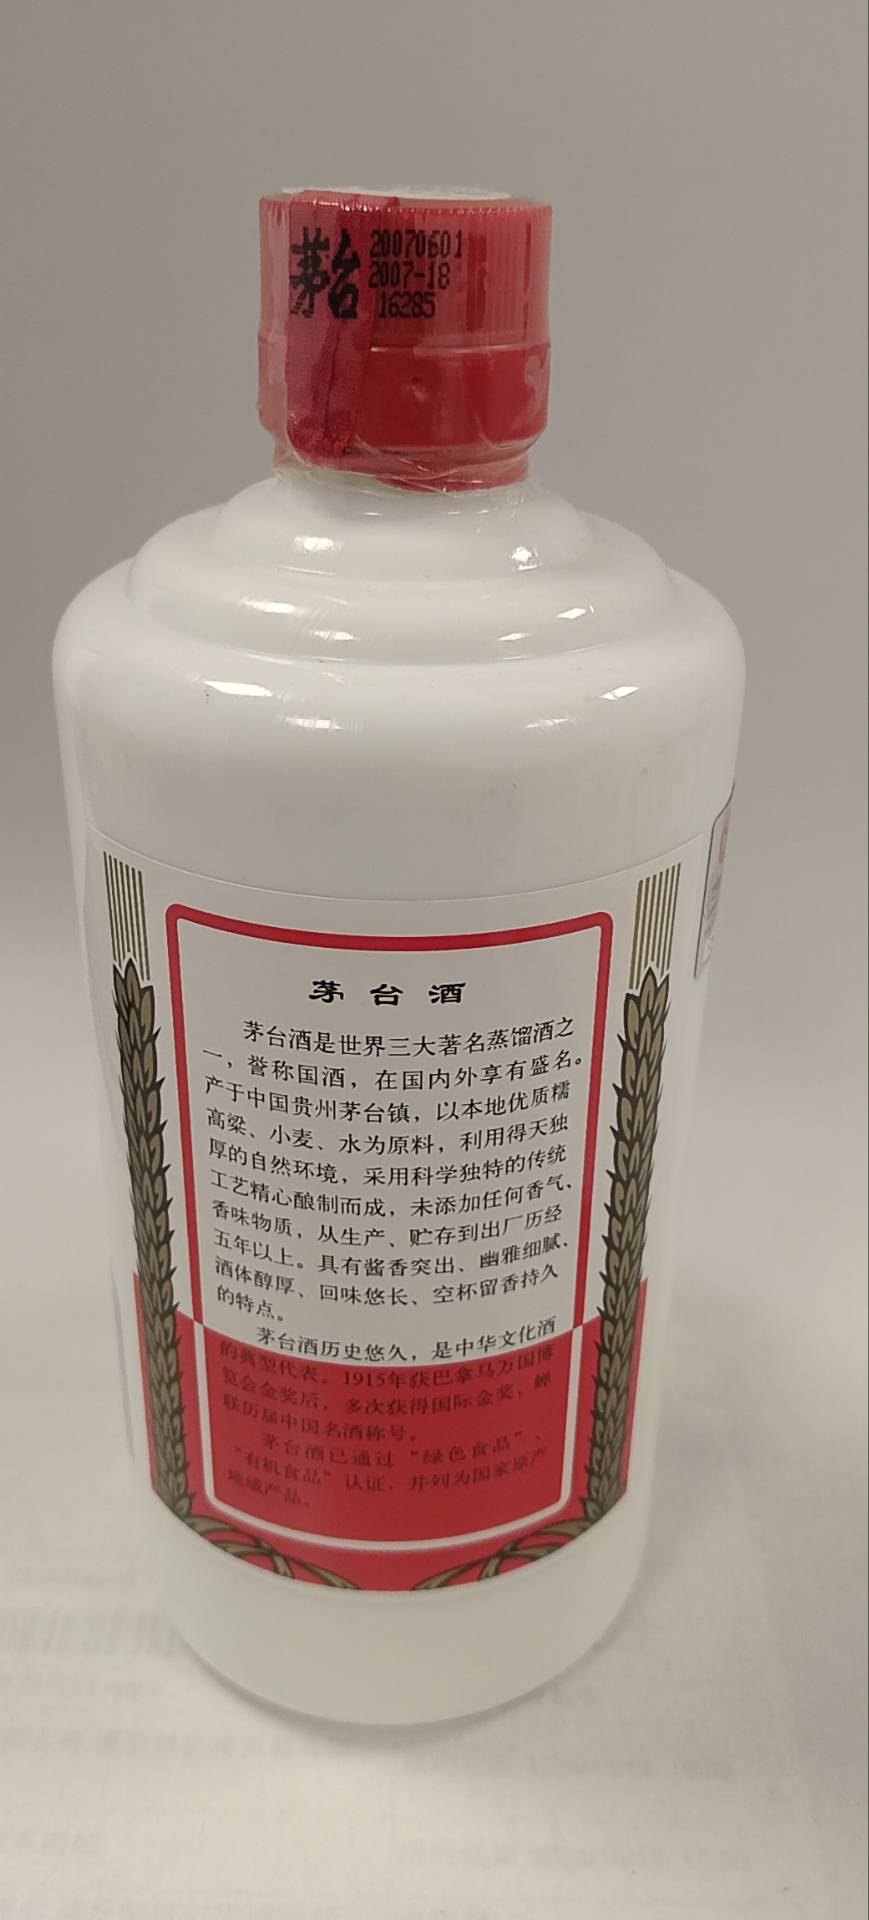 茅台
20070601
2007-18
16285
茅台酒
茅台酒是世界三大著名蒸馏酒之
一，誉称国酒，在国内外享有盛名。
产于中国贵州茅台镇，以本地优质糯
高粱、小麦、水为原料，利用得天独
厚的自然环境，采用科学独特的传统
工艺精心酿制而成，未添加任何香气、
香味物质，从生产、贮存到出厂历经
五年以上。具有酱香突出、幽雅细腻、
酒体醇厚、回味悠长、空杯留香持久
的特点。
茅台酒历史悠久，是中华文化酒
的典型代表。1915年获巴拿马万国博
览会金奖后，多次获得国际金奖，蝉
联历届中国名酒称号。
茅台酒已通过“绿色食品”、
“有机食品”认证，并列为国家原产
地域产品。